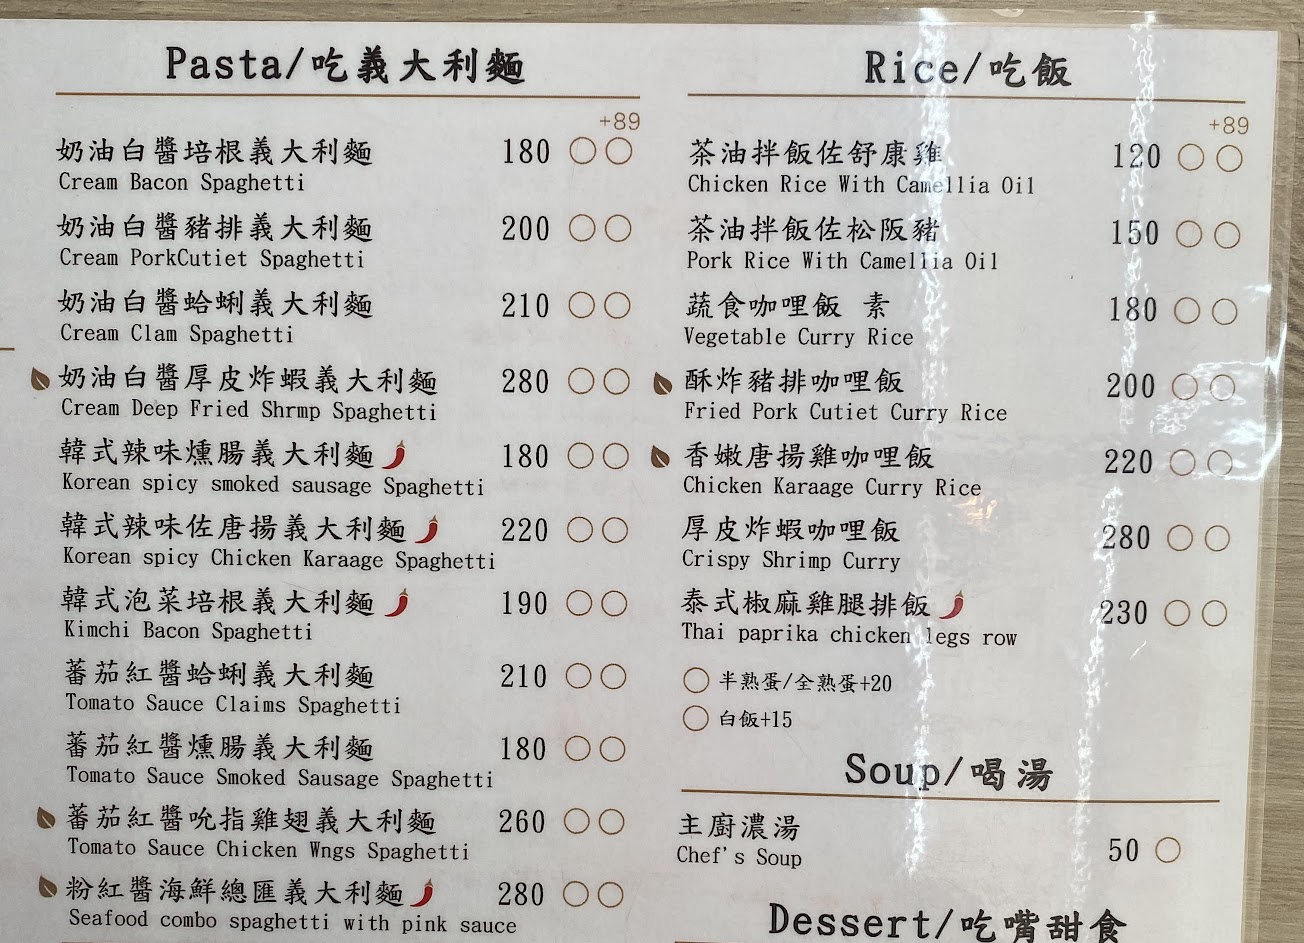 Pasta/吃義大利麵
+89
奶油白醬培根義大利麵 180
Cream Bacon Spaghetti
奶油白醬豬排義大利麵 200
Cream PorkCutiet Spaghetti
奶油白醬蛤蜊義大利麵 210
Cream Clam Spaghetti
奶油白醬厚皮炸蝦義大利麵 280
Cream Deep Fried Shrmp Spaghetti
韓式辣味燻腸義大利麵 180
Korean spicy smoked sausage Spaghetti
韓式辣味佐唐揚義大利麵 220
Korean spicy Chicken Karaage Spaghetti
韓式泡菜培根義大利麵 190
Kimchi Bacon Spaghetti
蕃茄紅醬蛤蜊義大利麵 210
Tomato Sauce Claims Spaghetti
蕃茄紅醬燻腸義大利麵 180
Tomato Sauce Smoked Sausage Spaghetti
蕃茄紅醬吮指雞翅義大利麵 260
Tomato Sauce Chicken Wngs Spaghetti
粉紅醬海鮮總匯義大利麵 280
Seafood combo spaghetti with pink sauce
Rice/吃飯
+89
茶油拌飯佐舒康雞 120
Chicken Rice With Camellia Oil
茶油拌飯佐松阪豬 150
Pork Rice With Camellia Oil
蔬食咖哩飯 素 180
Vegetable Curry Rice
酥炸豬排咖哩飯 200
Fried Pork Cutiet Curry Rice
香嫩唐揚雞咖哩飯 220
Chicken Karaage Curry Rice
厚皮炸蝦咖哩飯 280
Crispy Shrimp Curry
泰式椒麻雞腿排飯 230
Thai paprika chicken legs row
半熟蛋/全熟蛋+20
白飯+15
Soup/喝湯
主廚濃湯 50
Chef's Soup
Dessert/吃嘴甜食